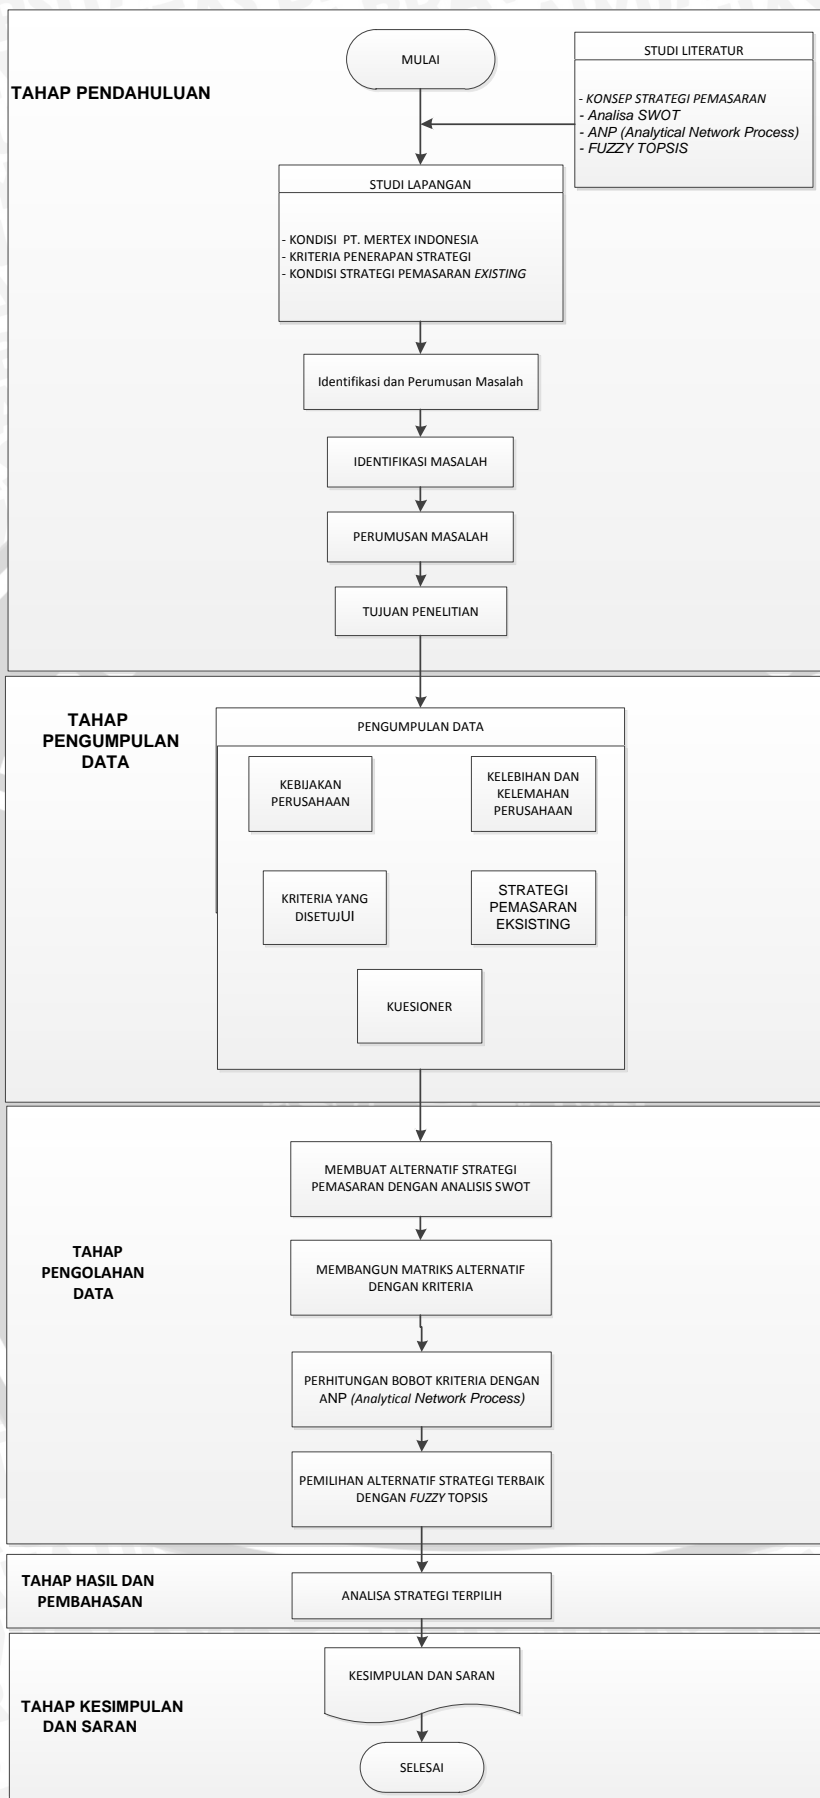 MULAI
STUDI LITERATUR
TAHAP PENDAHULUAN
- KONSEP STRATEGI PEMASARAN
- Analisa SWOT
- ANP (Analytical Network Process)
- FUZZY TOPSIS
STUDI LAPANGAN
- KONDISI PT. MERTEX INDONESIA
- KRITERIA PENERAPAN STRATEGI
- KONDISI STRATEGI PEMASARAN EXISTING
Identifikasi dan Perumusan Masalah
IDENTIFIKASI MASALAH
PERUMUSAN MASALAH
TUJUAN PENELITIAN
TAHAP
PENGUMPULAN
DATA
PENGUMPULAN DATA
KEBIJAKAN
PERUSAHAAN
KELEBIHAN DAN
KELEMAHAN
PERUSAHAAN
KRITERIA YANG
DISETUJUI
STRATEGI
PEMASARAN
EKSISTING
KUESIONER
MEMBUAT ALTERNATIF STRATEGI
PEMASARAN DENGAN ANALISIS SWOT
TAHAP
PENGOLAHAN
DATA
MEMBANGUN MATRIKS ALTERNATIF
DENGAN KRITERIA
PERHITUNGAN BOBOT KRITERIA DENGAN
ANP (Analytical Network Process)
PEMILIHAN ALTERNATIF STRATEGI TERBAIK
DENGAN FUZZY TOPSIS
TAHAP HASIL DAN
PEMBAHASAN
ANALISA STRATEGI TERPILIH
KESIMPULAN DAN SARAN
TAHAP KESIMPULAN
DAN SARAN
SELESAI